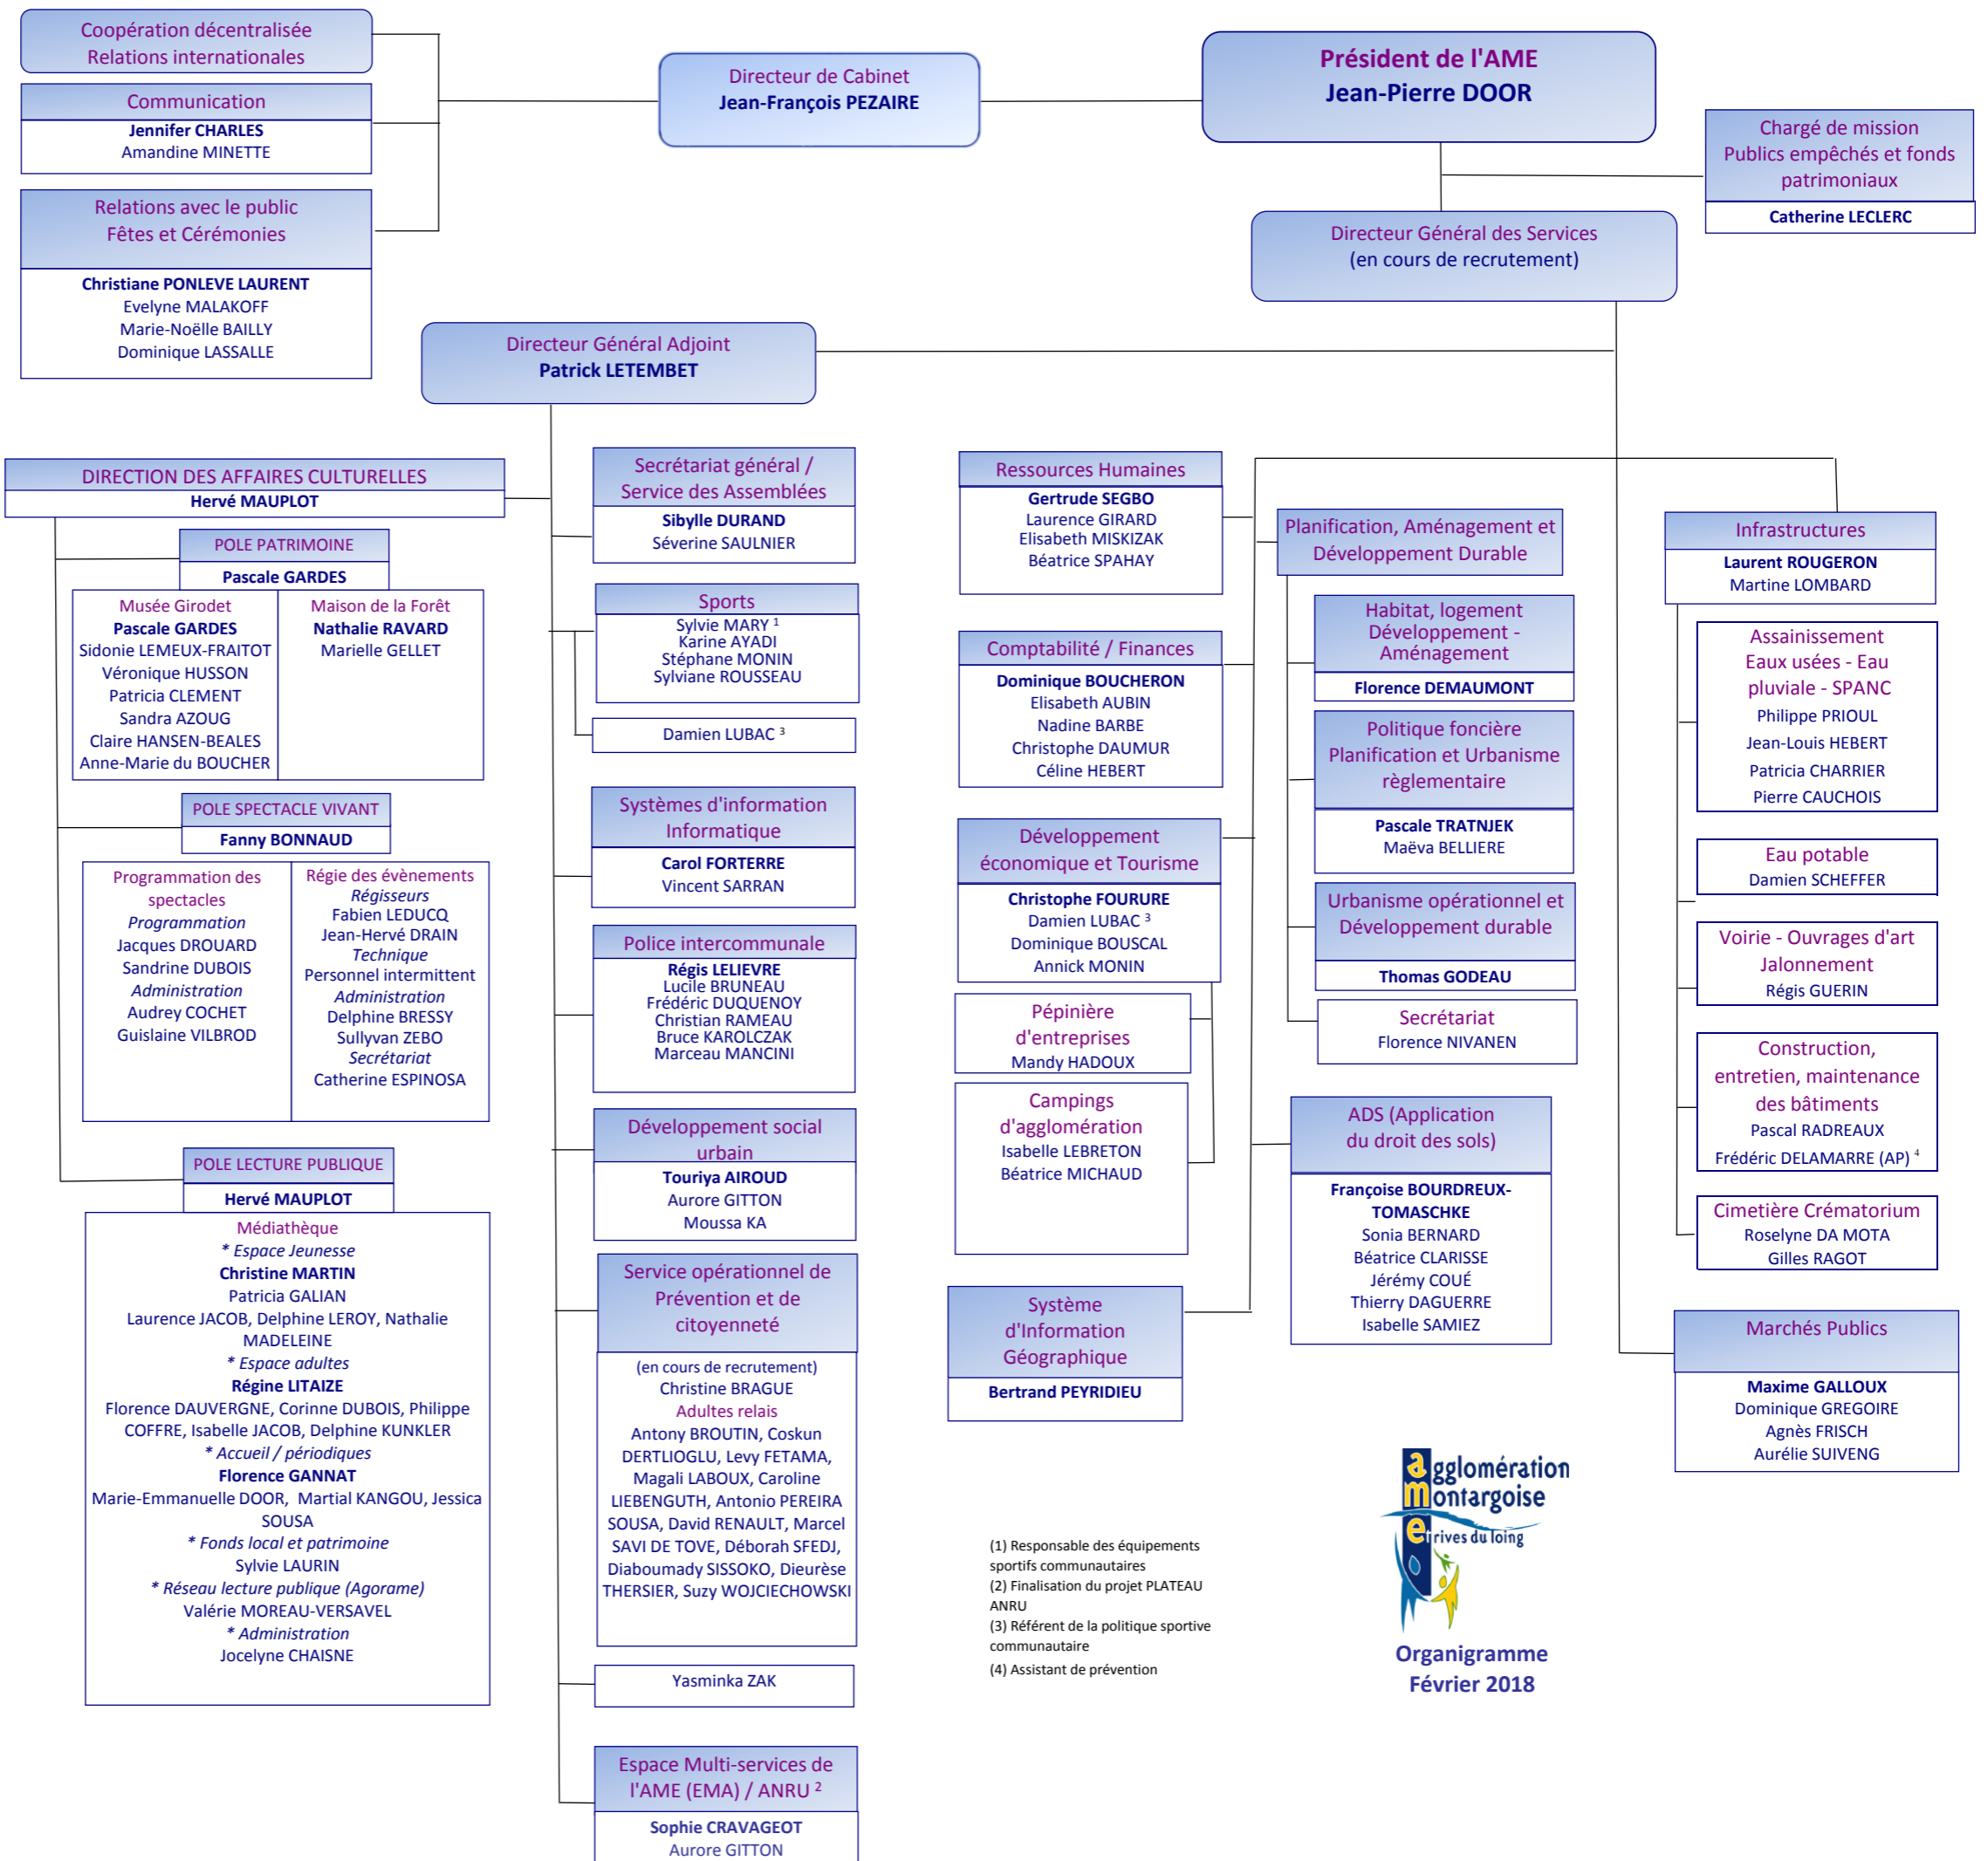 Coopération décentralisée
Relations internationales
Communication
Jennifer CHARLES
Amandine MINETTE
Relations avec le public
Fêtes et Cérémonies
Christiane PONLEVE LAURENT
Evelyne MALAKOFF
Marie-Noëlle BAILLY
Dominique LASSALLE
Directeur de Cabinet
Jean-François PEZAIRE
Président de l'AME
Jean-Pierre DOOR
Chargé de mission
Publics empêchés et fonds
patrimoniaux
Catherine LECLERC
Directeur Général des Services
(en cours de recrutement)
Directeur Général Adjoint
Patrick LETEMBET
DIRECTION DES AFFAIRES CULTURELLES
Hervé MAUPLOT
POLE PATRIMOINE
Pascale GARDES
Musée Girodet
Pascale GARDES
Sidonie LEMEUX-FRAITOT
Véronique HUSSON
Patricia CLEMENT
Sandra AZOUG
Claire HANSEN-BEALES
Anne-Marie du BOUCHER
Maison de la Forêt
Nathalie RAVARD
Marielle GELLET
POLE SPECTACLE VIVANT
Fanny BONNAUD
Programmation des
spectacles
Programmation
Jacques DROUARD
Sandrine DUBOIS
Administration
Audrey COCHET
Guislaine VILBROD
Régie des évènements
Régisseurs
Fabien LEDUCQ
Jean-Hervé DRAIN
Technique
Personnel intermittent
Administration
Delphine BRESSY
Sullyvan ZEBO
Secrétariat
Catherine ESPINOSA
POLE LECTURE PUBLIQUE
Hervé MAUPLOT
Médiathèque
* Espace Jeunesse
Christine MARTIN
Patricia GALIAN
Laurence JACOB, Delphine LEROY, Nathalie
MADELEINE
* Espace adultes
Régine LITAIZE
Florence DAUVERGNE, Corinne DUBOIS, Philippe
COFFRE, Isabelle JACOB, Delphine KUNKLER
* Accueil / périodiques
Florence GANNAT
Marie-Emmanuelle DOOR, Martial KANGOU, Jessica
SOUSA
* Fonds local et patrimoine
Sylvie LAURIN
* Réseau lecture publique (Agorame)
Valérie MOREAU-VERSAVEL
* Administration
Jocelyne CHAISNE
Secrétariat général /
Service des Assemblées
Sibylle DURAND
Séverine SAULNIER
Sports
Sylvie MARY 1
Karine AYADI
Stéphane MONIN
Sylviane ROUSSEAU
Damien LUBAC 3
Systèmes d'information
Informatique
Carol FORTERRE
Vincent SARRAN
Police intercommunale
Régis LELIEVRE
Lucile BRUNEAU
Frédéric DUQUENOY
Christian RAMEAU
Bruce KAROLCZAK
Marceau MANCINI
Développement social
urbain
Touriya AIROUD
Aurore GITTON
Moussa KA
Service opérationnel de
Prévention et de
citoyenneté
(en cours de recrutement)
Christine BRAGUE
Adultes relais
Antony BROUTIN, Coskun
DERTLIOGLU, Levy FETAMA,
Magali LABOUX, Caroline
LIEBENGUTH, Antonio PEREIRA
SOUSA, David RENAULT, Marcel
SAVI DE TOVE, Déborah SFEDJ,
Diaboumady SISSOKO, Dieurèse
THERSIER, Suzy WOJCIECHOWSKI
Yasminka ZAK
Espace Multi-services de
l'AME (EMA) / ANRU 2
Sophie CRAVAGEOT
Aurore GITTON
Ressources Humaines
Gertrude SEGBO
Laurence GIRARD
Elisabeth MISKIZAK
Béatrice SPAHAY
Comptabilité / Finances
Dominique BOUCHERON
Elisabeth AUBIN
Nadine BARBE
Christophe DAUMUR
Céline HEBERT
Développement
économique et Tourisme
Christophe FOURURE
Damien LUBAC 3
Dominique BOUSCAL
Annick MONIN
Pépinière
d'entreprises
Mandy HADOUX
Campings
d'agglomération
Isabelle LEBRETON
Béatrice MICHAUD
Système
d'Information
Géographique
Bertrand PEYRIDIEU
Planification, Aménagement et
Développement Durable
Habitat, logement
Développement -
Aménagement
Florence DEMAUMONT
Politique foncière
Planification et Urbanisme
règlementaire
Pascale TRATNJEK
Maëva BELLIERE
Urbanisme opérationnel et
Développement durable
Thomas GODEAU
Secrétariat
Florence NIVANEN
ADS (Application
du droit des sols)
Françoise BOURDREUX-
TOMASCHKE
Sonia BERNARD
Béatrice CLARISSE
Jérémy COUÉ
Thierry DAGUERRE
Isabelle SAMIEZ
Infrastructures
Laurent ROUGERON
Martine LOMBARD
Assainissement
Eaux usées - Eau
pluviale - SPANC
Philippe PRIOUL
Jean-Louis HEBERT
Patricia CHARRIER
Pierre CAUCHOIS
Eau potable
Damien SCHEFFER
Voirie - Ouvrages d'art
Jalonnement
Régis GUERIN
Construction,
entretien, maintenance
des bâtiments
Pascal RADREAUX
Frédéric DELAMARRE (AP) 4
Cimetière Crématorium
Roselyne DA MOTA
Gilles RAGOT
Marchés Publics
Maxime GALLOUX
Dominique GREGOIRE
Agnès FRISCH
Aurélie SUIVENG
(1) Responsable des équipements
sportifs communautaires
(2) Finalisation du projet PLATEAU
ANRU
(3) Référent de la politique sportive
communautaire
(4) Assistant de prévention
agglomération
montargoise
et rives du loing
Organigramme
Février 2018